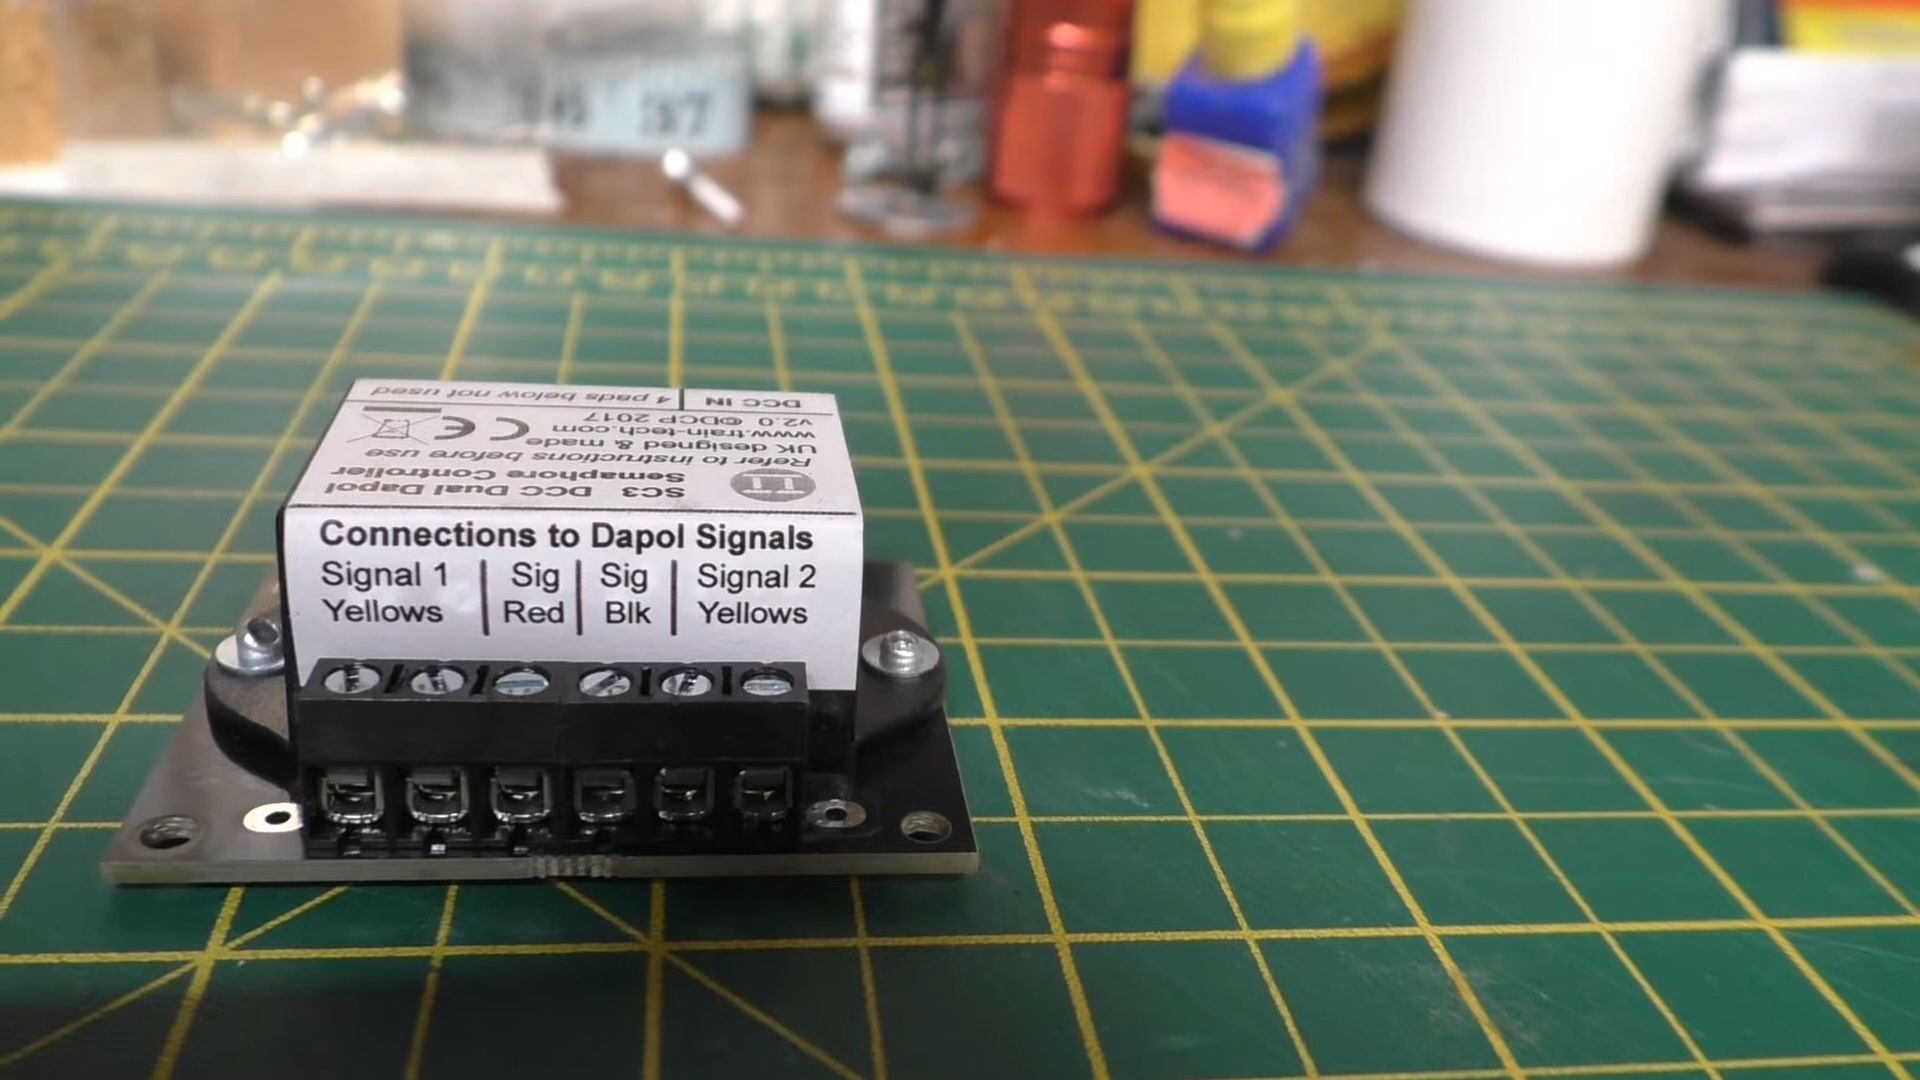 4 pads below not used | DCC IN
v2.0 ©DCP 2017
www.train-tech.com
UK designed & made
Refer to instructions before use
SC3 DCC Dual Dapol
Semaphore Controller
TT
Connections to Dapol Signals
Signal 1 | Sig | Sig | Signal 2
Yellows | Red | Blk | Yellows
37